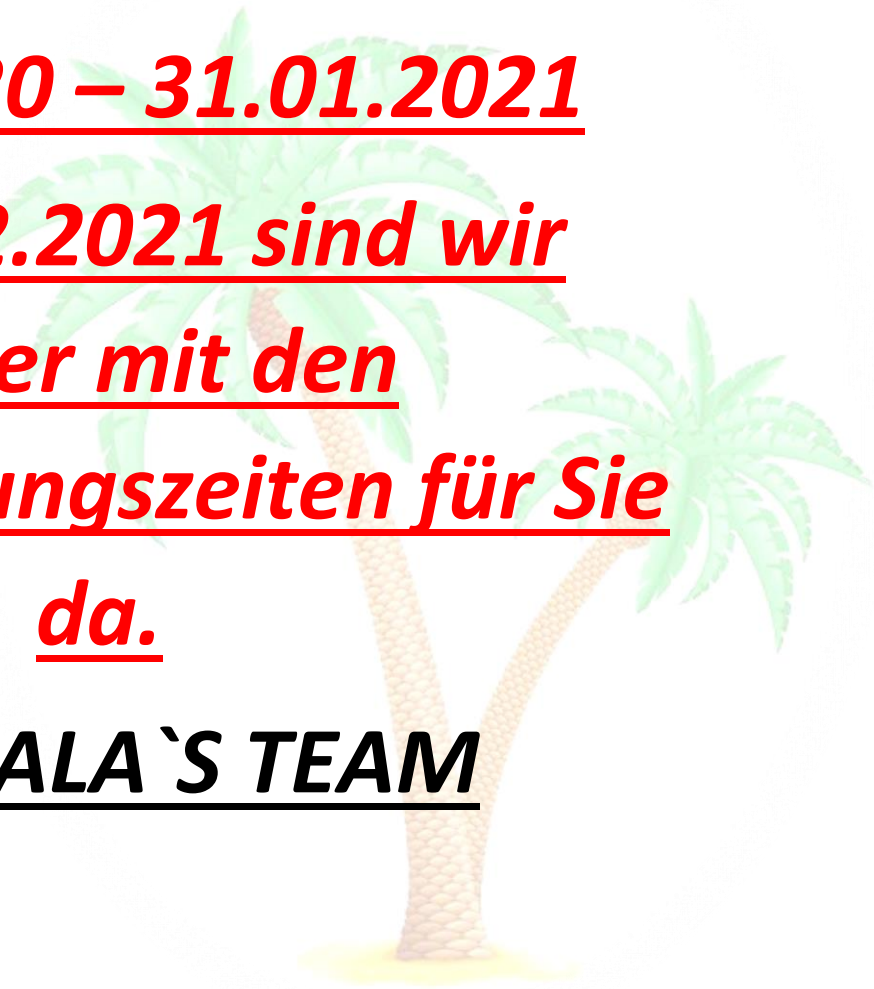 20 – 31.01.2021
2.2021 sind wir
er mit den
ungszeiten für Sie
da.
ALA`S TEAM